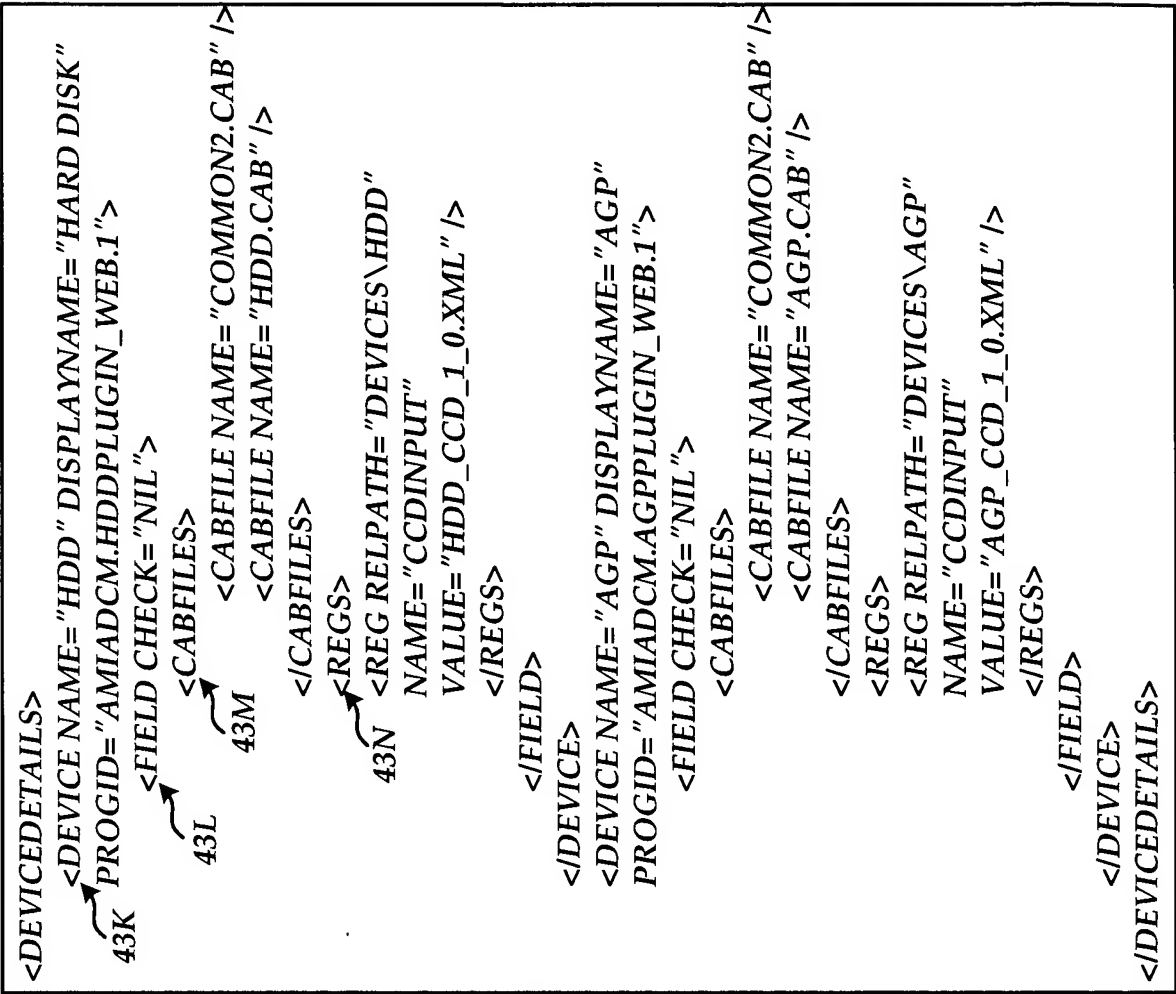 <DEVICEDETAILS>
<DEVICE NAME="HDD" DISPLAYNAME="HARD DISK"
43K
PROGID="AMIADCM.HDDPLUGIN_WEB.1">
<FIELD CHECK="NIL">
43L
<CABFILES>
43M
<CABFILE NAME="COMMON2.CAB" />
<CABFILE NAME="HDD.CAB" />
</CABFILES>
<REGS>
43N
<REG RELPATH="DEVICES\HDD"
NAME="CCDINPUT"
VALUE="HDD_CCD_1_0.XML" />
</REGS>
</FIELD>
</DEVICE>
<DEVICE NAME="AGP" DISPLAYNAME="AGP"
PROGID="AMIADCM.AGPPLUGIN_WEB.1">
<FIELD CHECK="NIL">
<CABFILES>
<CABFILE NAME="COMMON2.CAB" />
<CABFILE NAME="AGP.CAB" />
</CABFILES>
<REGS>
<REG RELPATH="DEVICES\AGP"
NAME="CCDINPUT"
VALUE="AGP_CCD_1_0.XML" />
</REGS>
</FIELD>
</DEVICE>
</DEVICEDETAILS>